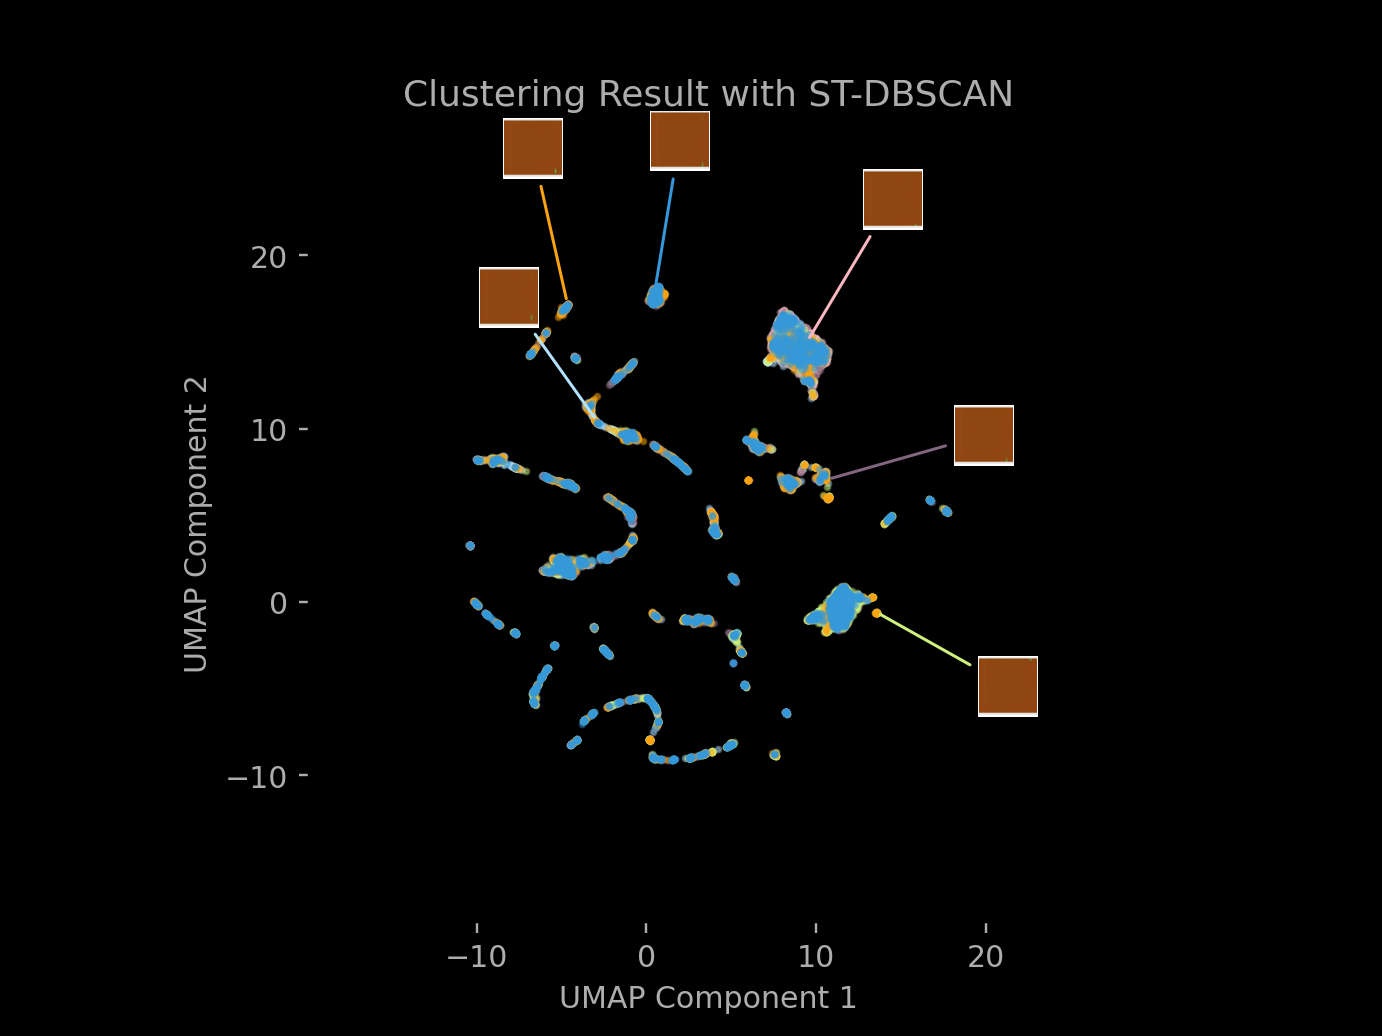 Clustering Result with ST-DBSCAN
20
10
0
−10
UMAP Component 2
−10 0 10 20
UMAP Component 1